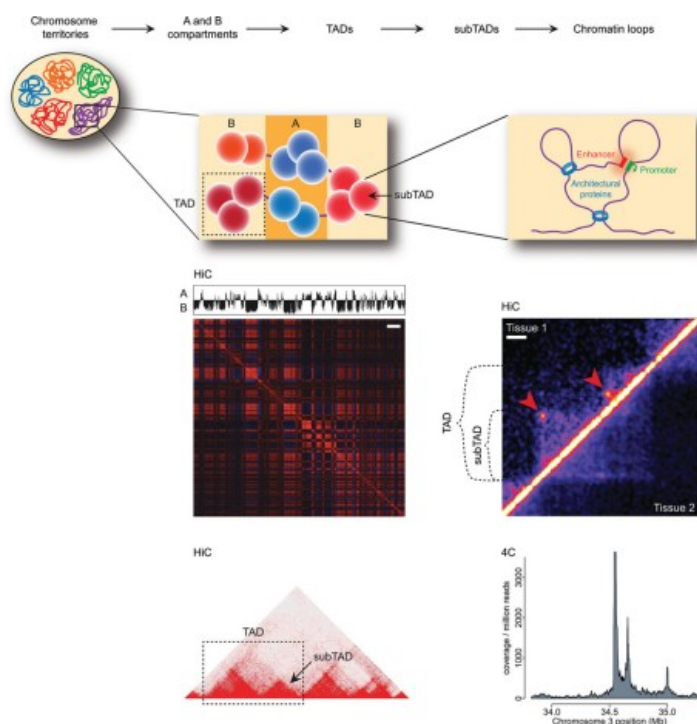 Chromosome
territories
A and B
compartments
TADs
subTADs
Chromatin loops
B
A
B
TAD
subTAD
Enhancer
Promoter
Architectural
proteins
HiC
A
B
HiC
Tissue 1
TAD
subTAD
Tissue 2
HiC
TAD
subTAD
4C
coverage / million reads
3000
2000
1000
0
34.0
34.5
35.0
Chromosome 3 position (Mb)